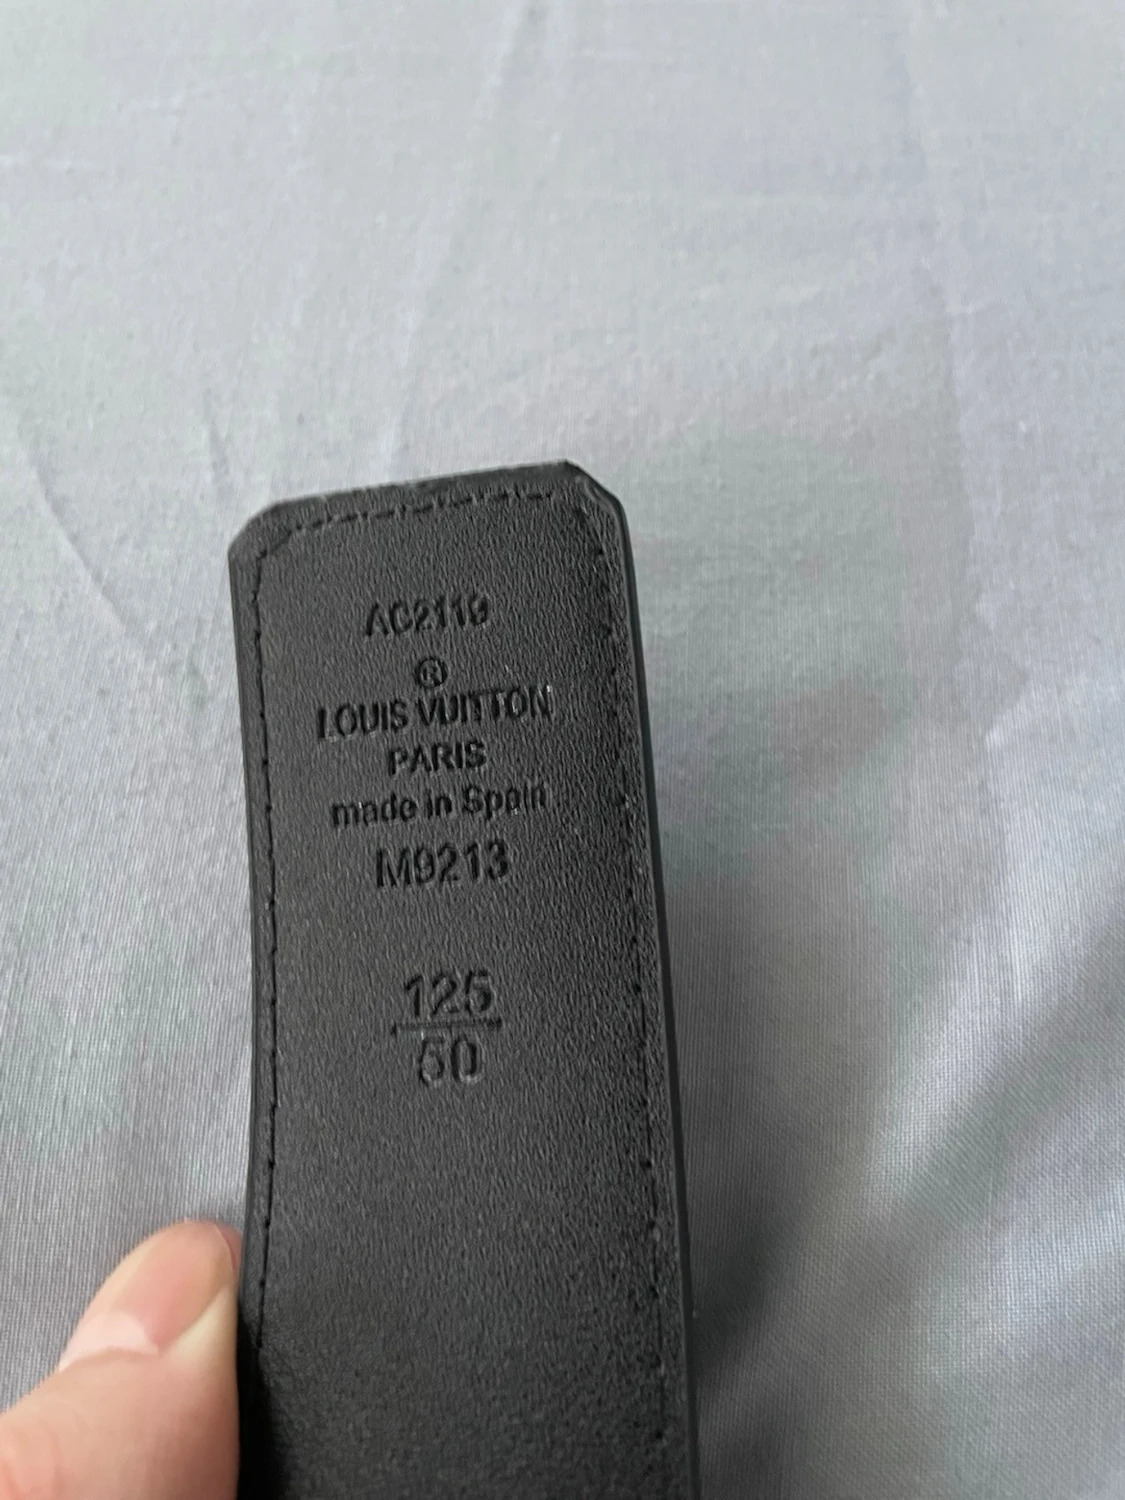 AC2119
®
LOUIS VUITTON
PARIS
made in Spain
M9213
125
50